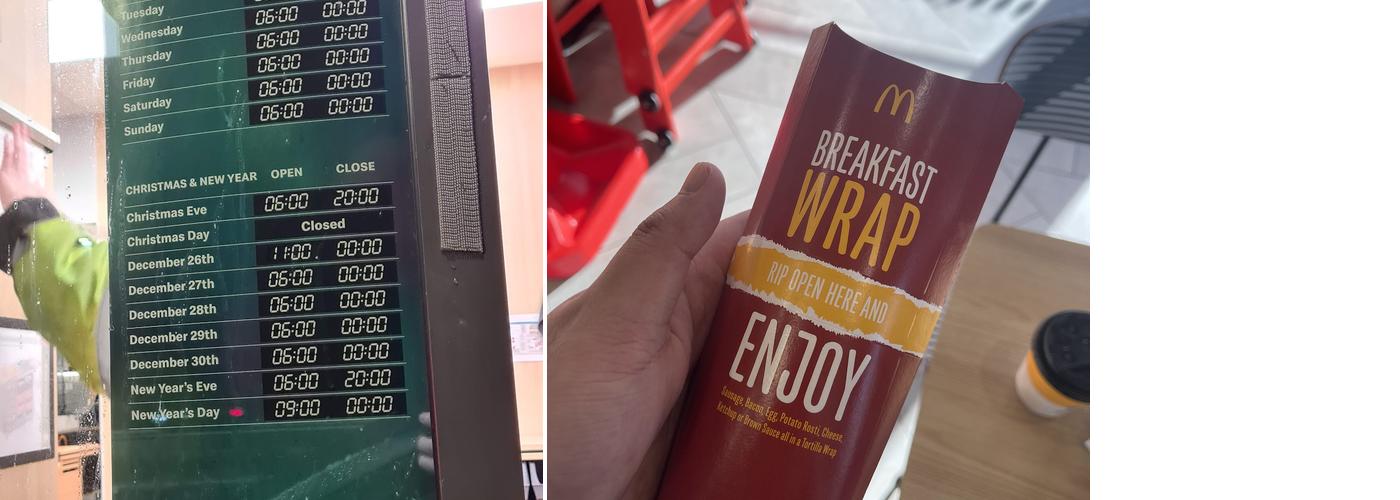 Tuesday 06:00 00:00
Wednesday 06:00 00:00
Thursday 06:00 00:00
Friday 06:00 00:00
Saturday 06:00 00:00
Sunday
CHRISTMAS & NEW YEAR OPEN CLOSE
Christmas Eve 06:00 20:00
Christmas Day Closed
December 26th 11:00 00:00
December 27th 06:00 00:00
December 28th 06:00 00:00
December 29th 06:00 00:00
December 30th 06:00 00:00
New Year's Eve 06:00 20:00
New Year's Day 09:00 00:00
BREAKFAST
WRAP
RIP OPEN HERE AND
ENJOY
Sausage, Bacon, Egg, Potato Rosti, Cheese,
Ketchup or Brown Sauce all in a Tortilla Wrap